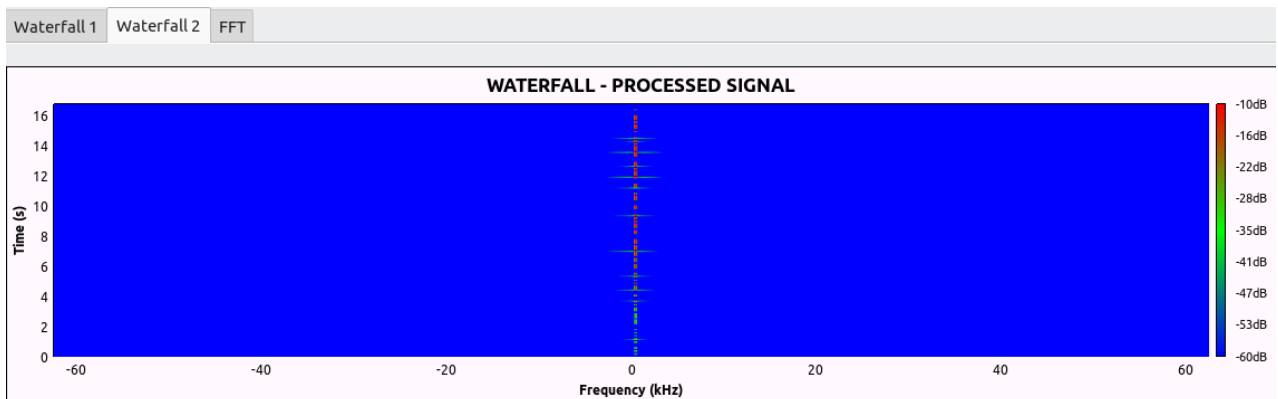 Waterfall 1 Waterfall 2 FFT
WATERFALL - PROCESSED SIGNAL
16
14
12
10
8
6
4
2
0
Time (s)
-60 -40 -20 0 20 40 60
Frequency (kHz)
-10dB
-16dB
-22dB
-28dB
-35dB
-41dB
-47dB
-53dB
-60dB